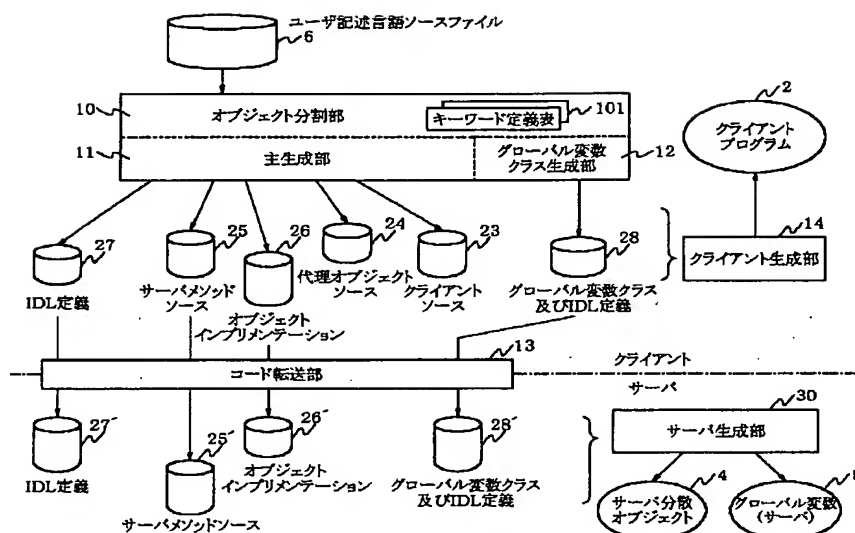 ユーザ記述言語ソースファイル
6
2
クライアント
プログラム
10
オブジェクト分割部
101
キーワード定義表
11
主生成部
グローバル変数
クラス生成部
12
14
クライアント生成部
27
IDL定義
25
サーバメソッド
ソース
26
オブジェクト
インプリメンテーション
24
代理オブジェクト
ソース
23
クライアント
ソース
28
グローバル変数クラス
及びIDL定義
13
コード転送部
クライアント
サーバ
27´
IDL定義
25´
サーバメソッドソース
26´
オブジェクト
インプリメンテーション
28´
グローバル変数クラス
及びIDL定義
30
サーバ生成部
4
サーバ分散
オブジェクト
グローバル変数
(サーバ)